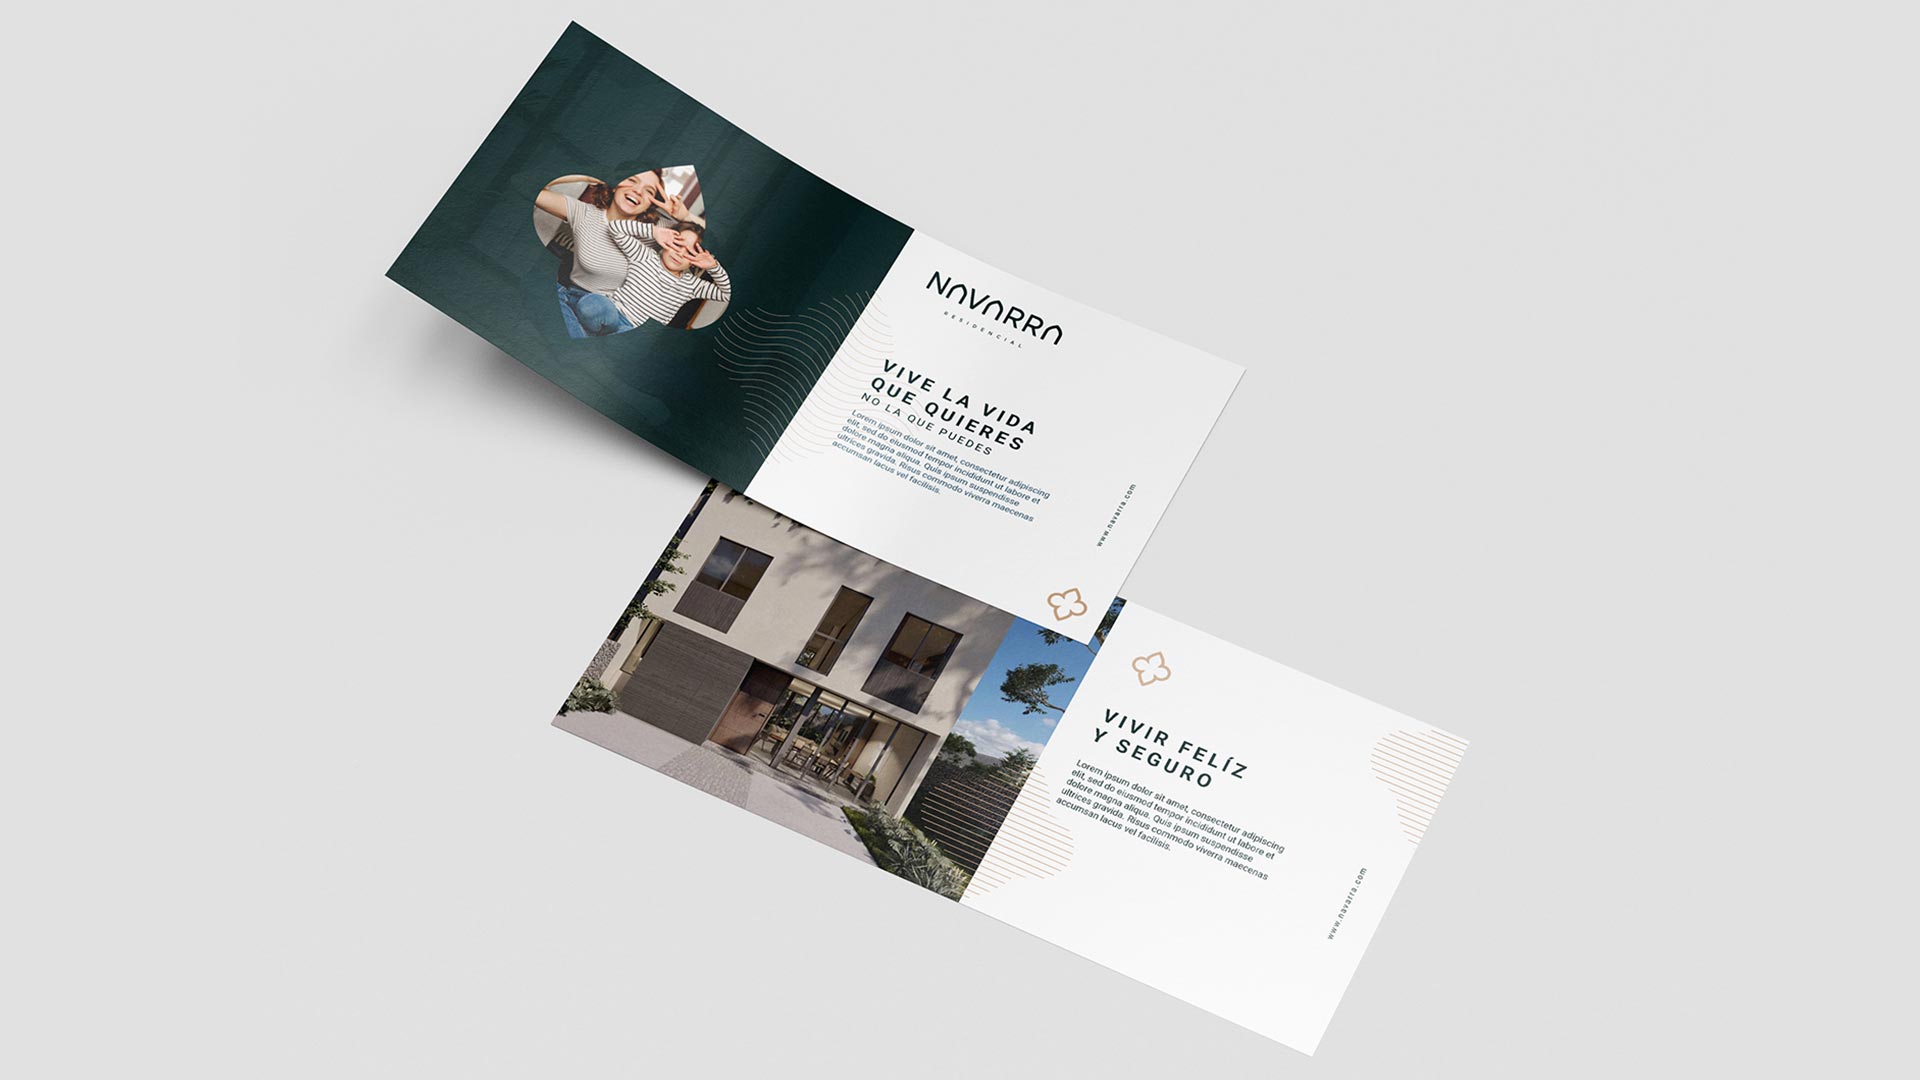 NAVARRA
RESIDENCIAL
VIVE LA VIDA
QUE QUIERES
NO LA QUE PUEDES
Lorem ipsum dolor sit amet, consectetur adipiscing
elit, sed do eiusmod tempor incididunt ut labore et
dolore magna aliqua. Quis ipsum suspendisse
ultrices gravida. Risus commodo viverra maecenas
accumsan lacus vel facilisis.
www.navarra.com
VIVIR FELÍZ
Y SEGURO
Lorem ipsum dolor sit amet, consectetur adipiscing
elit, sed do eiusmod tempor incididunt ut labore et
dolore magna aliqua. Quis ipsum suspendisse
ultrices gravida. Risus commodo viverra maecenas
accumsan lacus vel facilisis.
www.navarra.com